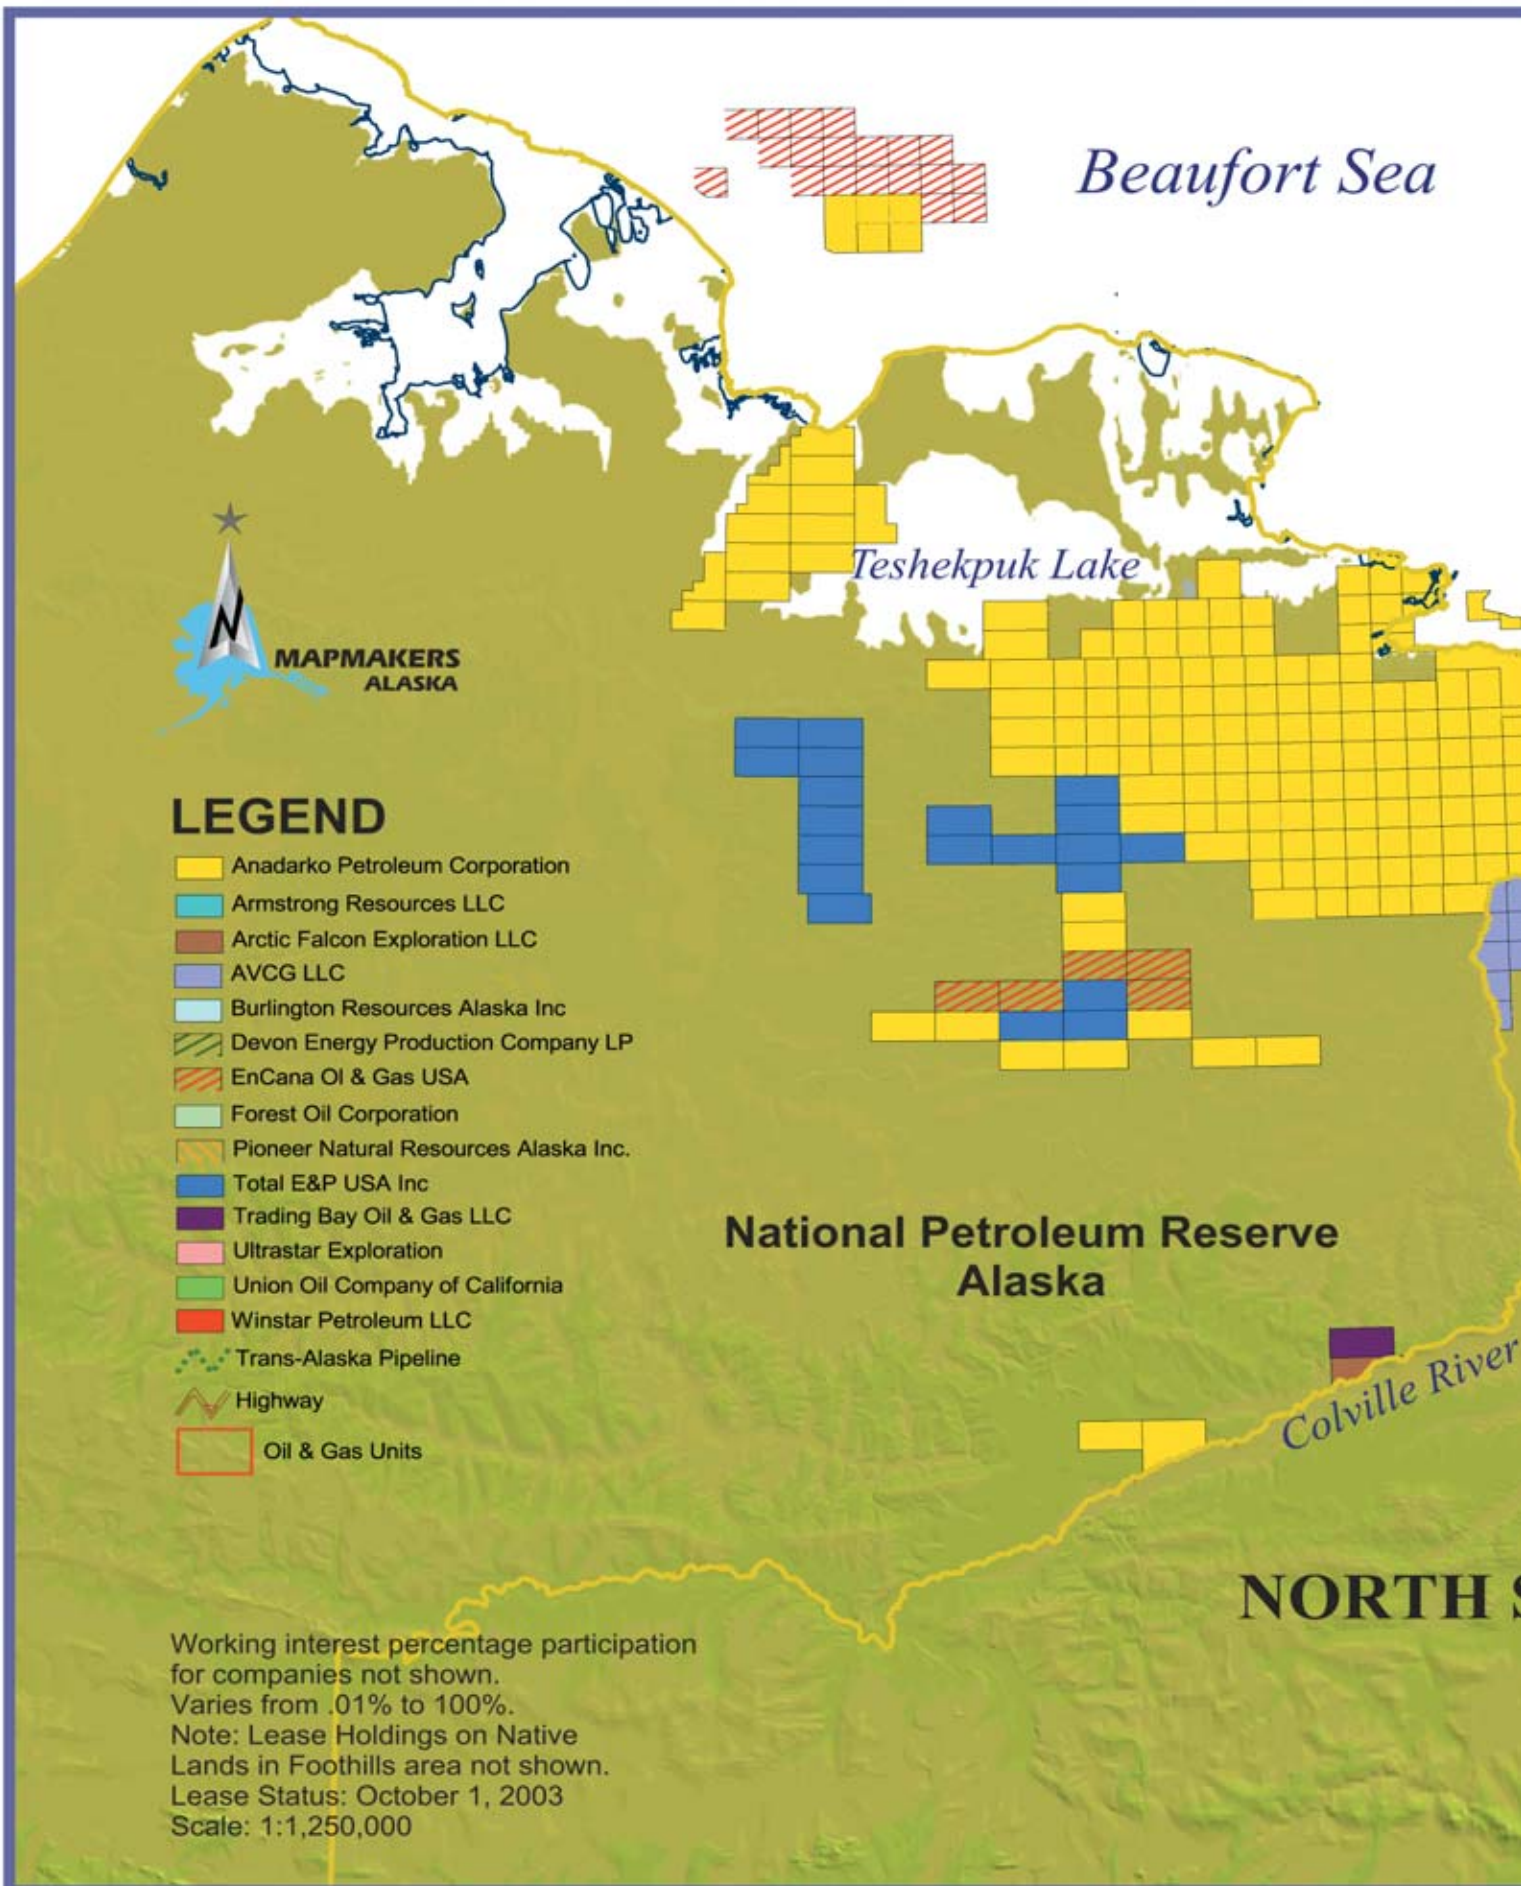 Beaufort Sea
Teshekpuk Lake
N
MAPMAKERS
ALASKA
LEGEND
Anadarko Petroleum Corporation
Armstrong Resources LLC
Arctic Falcon Exploration LLC
AVCG LLC
Burlington Resources Alaska Inc
Devon Energy Production Company LP
EnCana Ol & Gas USA
Forest Oil Corporation
Pioneer Natural Resources Alaska Inc.
Total E&P USA Inc
Trading Bay Oil & Gas LLC
Ultrastar Exploration
Union Oil Company of California
Winstar Petroleum LLC
Trans-Alaska Pipeline
Highway
Oil & Gas Units
National Petroleum Reserve
Alaska
Colville River
NORTH S
Working interest percentage participation
for companies not shown.
Varies from .01% to 100%.
Note: Lease Holdings on Native
Lands in Foothills area not shown.
Lease Status: October 1, 2003
Scale: 1:1,250,000